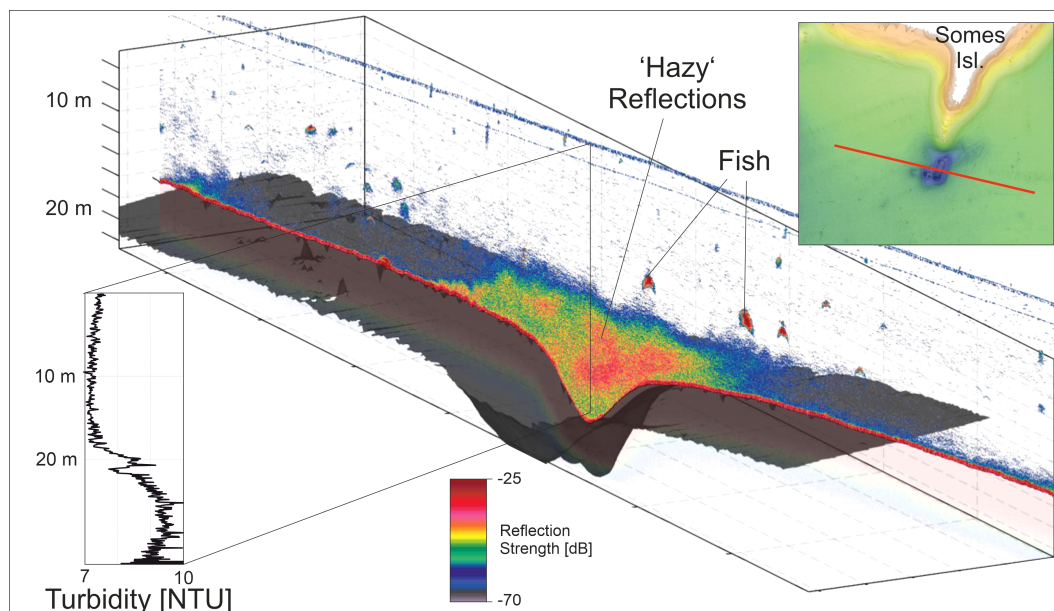 10 m
20 m
'Hazy'
Reflections
Fish
Somes
Isl.
10 m
20 m
7
10
Turbidity [NTU]
-25
Reflection
Strength [dB]
-70